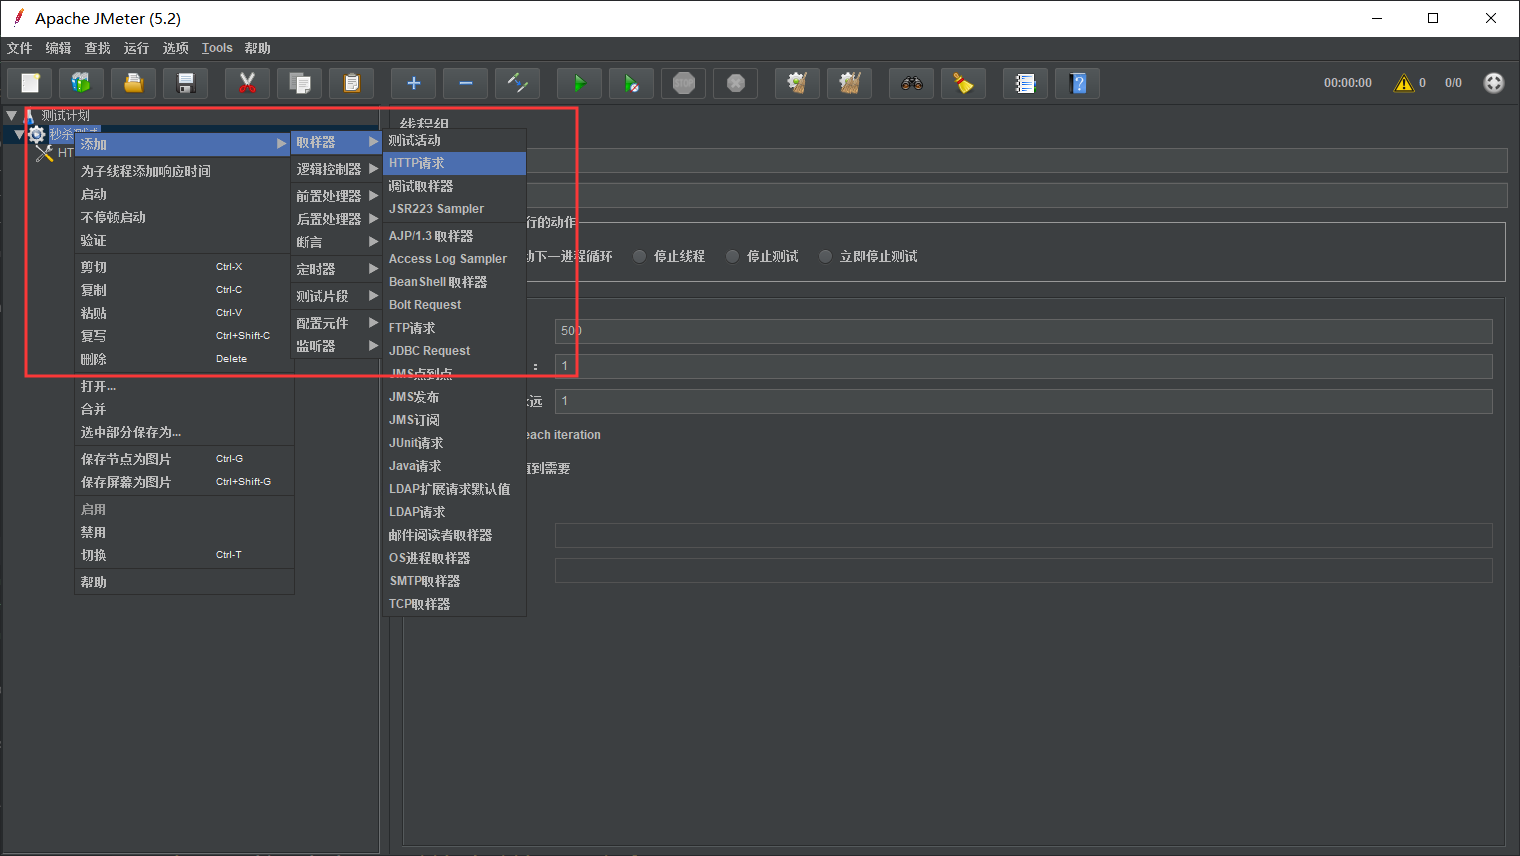 Apache JMeter (5.2)
文件 编辑 查找 运行 选项 Tools 帮助
00:00:00 0 0/0
测试计划
秒杀测试
HT
添加
为子线程添加响应时间
启动
不停顿启动
验证
剪切 Ctrl-X
复制 Ctrl-C
粘贴 Ctrl-V
复写 Ctrl+Shift-C
删除 Delete
打开...
合并
选中部分保存为...
保存节点为图片 Ctrl-G
保存屏幕为图片 Ctrl+Shift-G
启用
禁用
切换 Ctrl-T
帮助
取样器
逻辑控制器
前置处理器
后置处理器
断言
定时器
测试片段
配置元件
监听器
测试活动
HTTP请求
调试取样器
JSR223 Sampler
AJP/1.3 取样器
Access Log Sampler
BeanShell 取样器
Bolt Request
FTP请求
JDBC Request
JMS点到点
JMS发布
JMS订阅
JUnit请求
Java请求
LDAP扩展请求默认值
LDAP请求
邮件阅读者取样器
OS进程取样器
SMTP取样器
TCP取样器
线程组
行的动作
动下一进程循环 停止线程 停止测试 立即停止测试
500
: 1
远 1
each iteration
直到需要